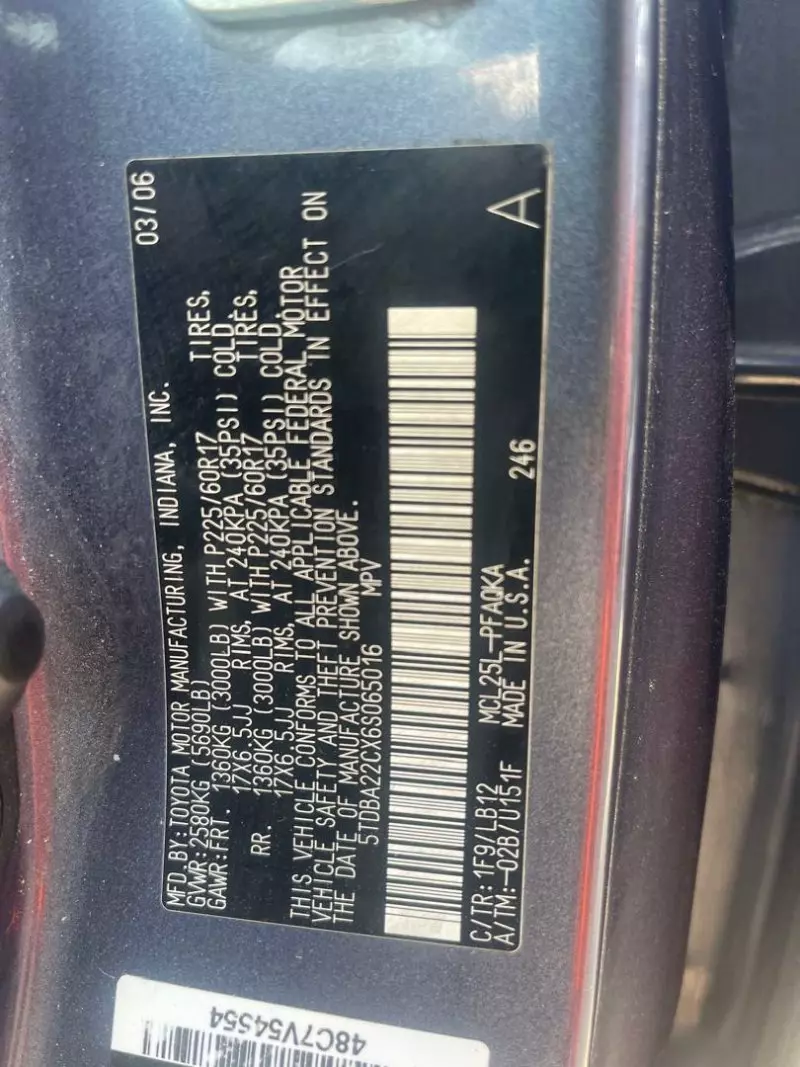 MFD. BY: TOYOTA MOTOR MANUFACTURING, INDIANA, INC. 03/06
GVWR: 2580KG (5690LB)
GAWR: FRT. 1360KG (3000LB) WITH P225/60R17 TIRES,
17X6.5JJ RIMS, AT 240KPA (35PSI) COLD
RR. 1360KG (3000LB) WITH P225/60R17 TIRES,
17X6.5JJ RIMS, AT 240KPA (35PSI) COLD.
THIS VEHICLE CONFORMS TO ALL APPLICABLE FEDERAL MOTOR
VEHICLE SAFETY AND THEFT PREVENTION STANDARDS IN EFFECT ON
THE DATE OF MANUFACTURE SHOWN ABOVE.
5TDBA22CX6S065016 MPV
C/TR: 1F9/LB12 MCL25L-PFAQKA
A/TM:-02B/U151F MADE IN U.S.A. 246 A
48C7V54S554